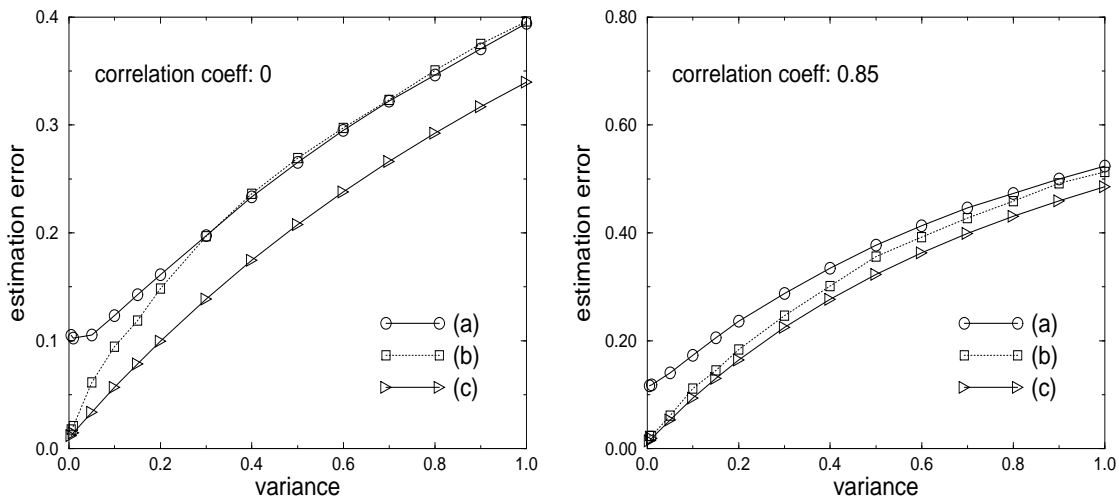 correlation coeff: 0
estimation error
0.4
0.3
0.2
0.1
0.0
(a)
(b)
(c)
0.0 0.2 0.4 0.6 0.8 1.0
variance
correlation coeff: 0.85
estimation error
0.80
0.60
0.40
0.20
0.00
(a)
(b)
(c)
0.0 0.2 0.4 0.6 0.8 1.0
variance